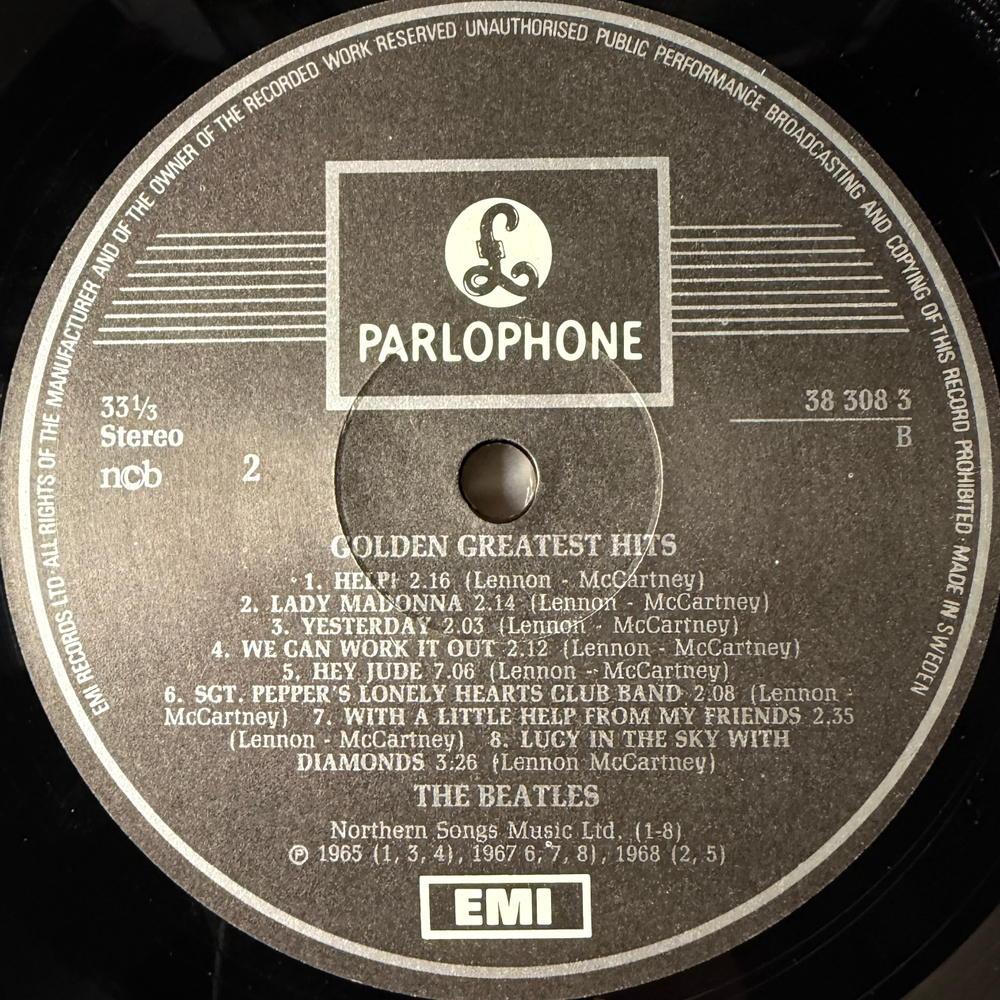 EMI RECORDS LTD · ALL RIGHTS OF THE MANUFACTURER AND OF THE OWNER OF THE RECORDED WORK RESERVED UNAUTHORISED PUBLIC PERFORMANCE BROADCASTING AND COPYING OF THIS RECORD PROHIBITED · MADE IN SWEDEN
£
PARLOPHONE
33⅓
Stereo
ncb 2
38 308 3
B
GOLDEN GREATEST HITS
1. HELP! 2.16 (Lennon - McCartney)
2. LADY MADONNA 2.14 (Lennon - McCartney)
3. YESTERDAY 2.03 (Lennon - McCartney)
4. WE CAN WORK IT OUT 2.12 (Lennon - McCartney)
5. HEY JUDE 7.06 (Lennon - McCartney)
6. SGT. PEPPER'S LONELY HEARTS CLUB BAND 2.08 (Lennon -
McCartney) 7. WITH A LITTLE HELP FROM MY FRIENDS 2.35
(Lennon - McCartney) 8. LUCY IN THE SKY WITH
DIAMONDS 3:26 (Lennon McCartney)
THE BEATLES
Northern Songs Music Ltd. (1-8)
℗ 1965 (1, 3, 4), 1967 6, 7, 8), 1968 (2, 5)
EMI